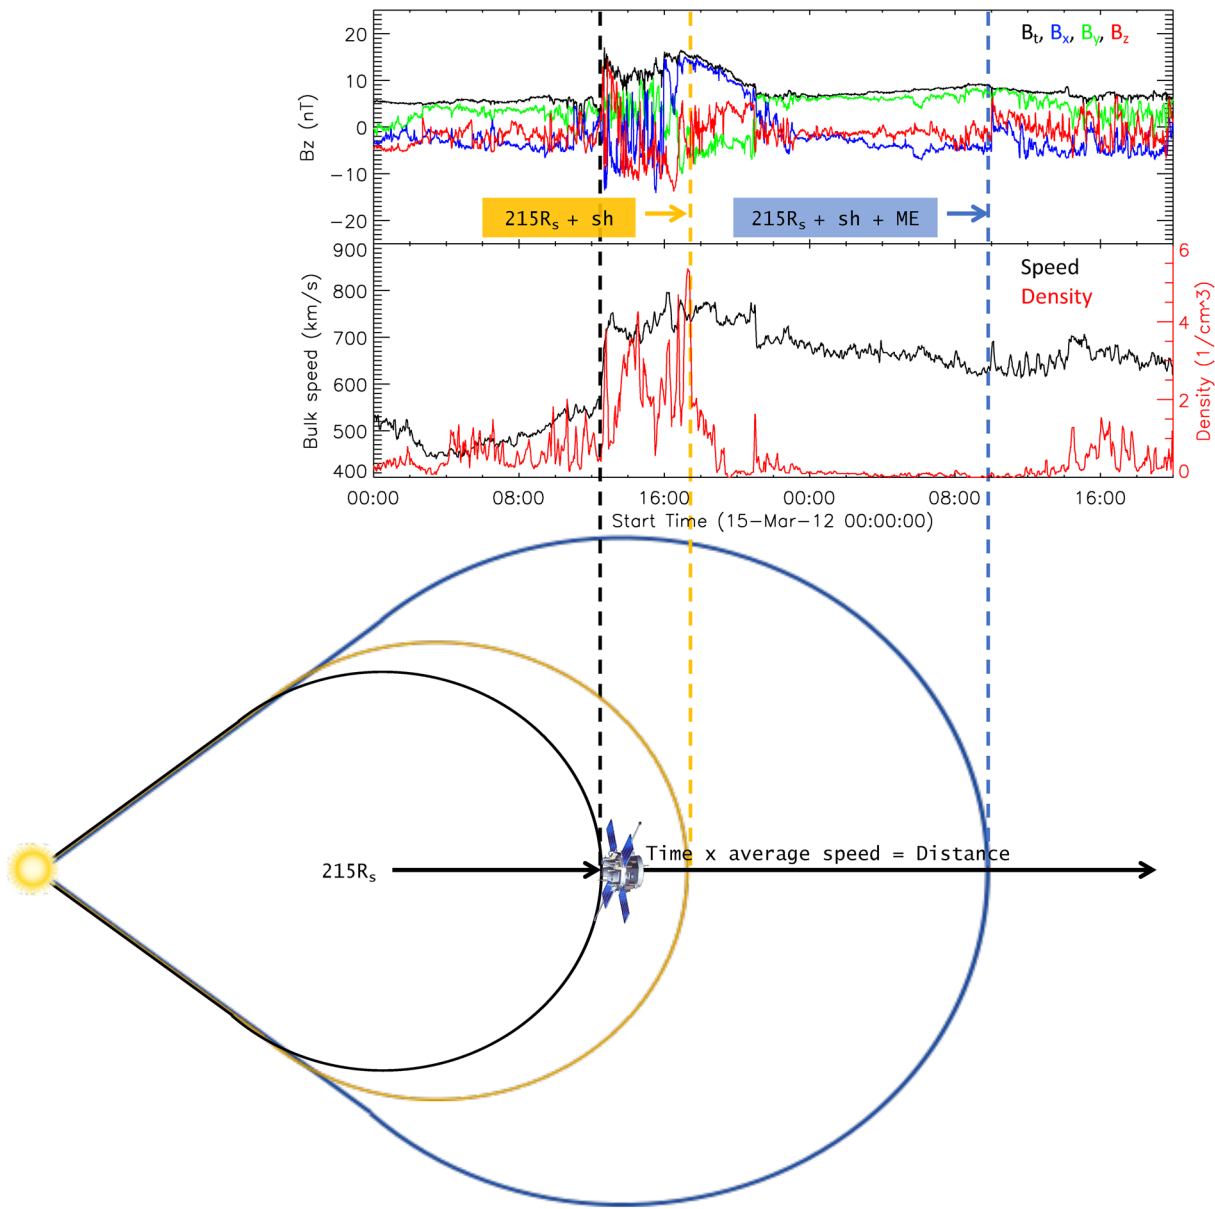 20
10
0
−10
−20
Bz (nT)
Bt, Bx, By, Bz
215Rs + sh
215Rs + sh + ME
900
800
700
600
500
400
Bulk speed (km/s)
Speed
Density
6
4
2
0
Density (1/cm^3)
00:00 08:00 16:00 00:00 08:00 16:00
Start Time (15−Mar−12 00:00:00)
Time x average speed = Distance
215Rs